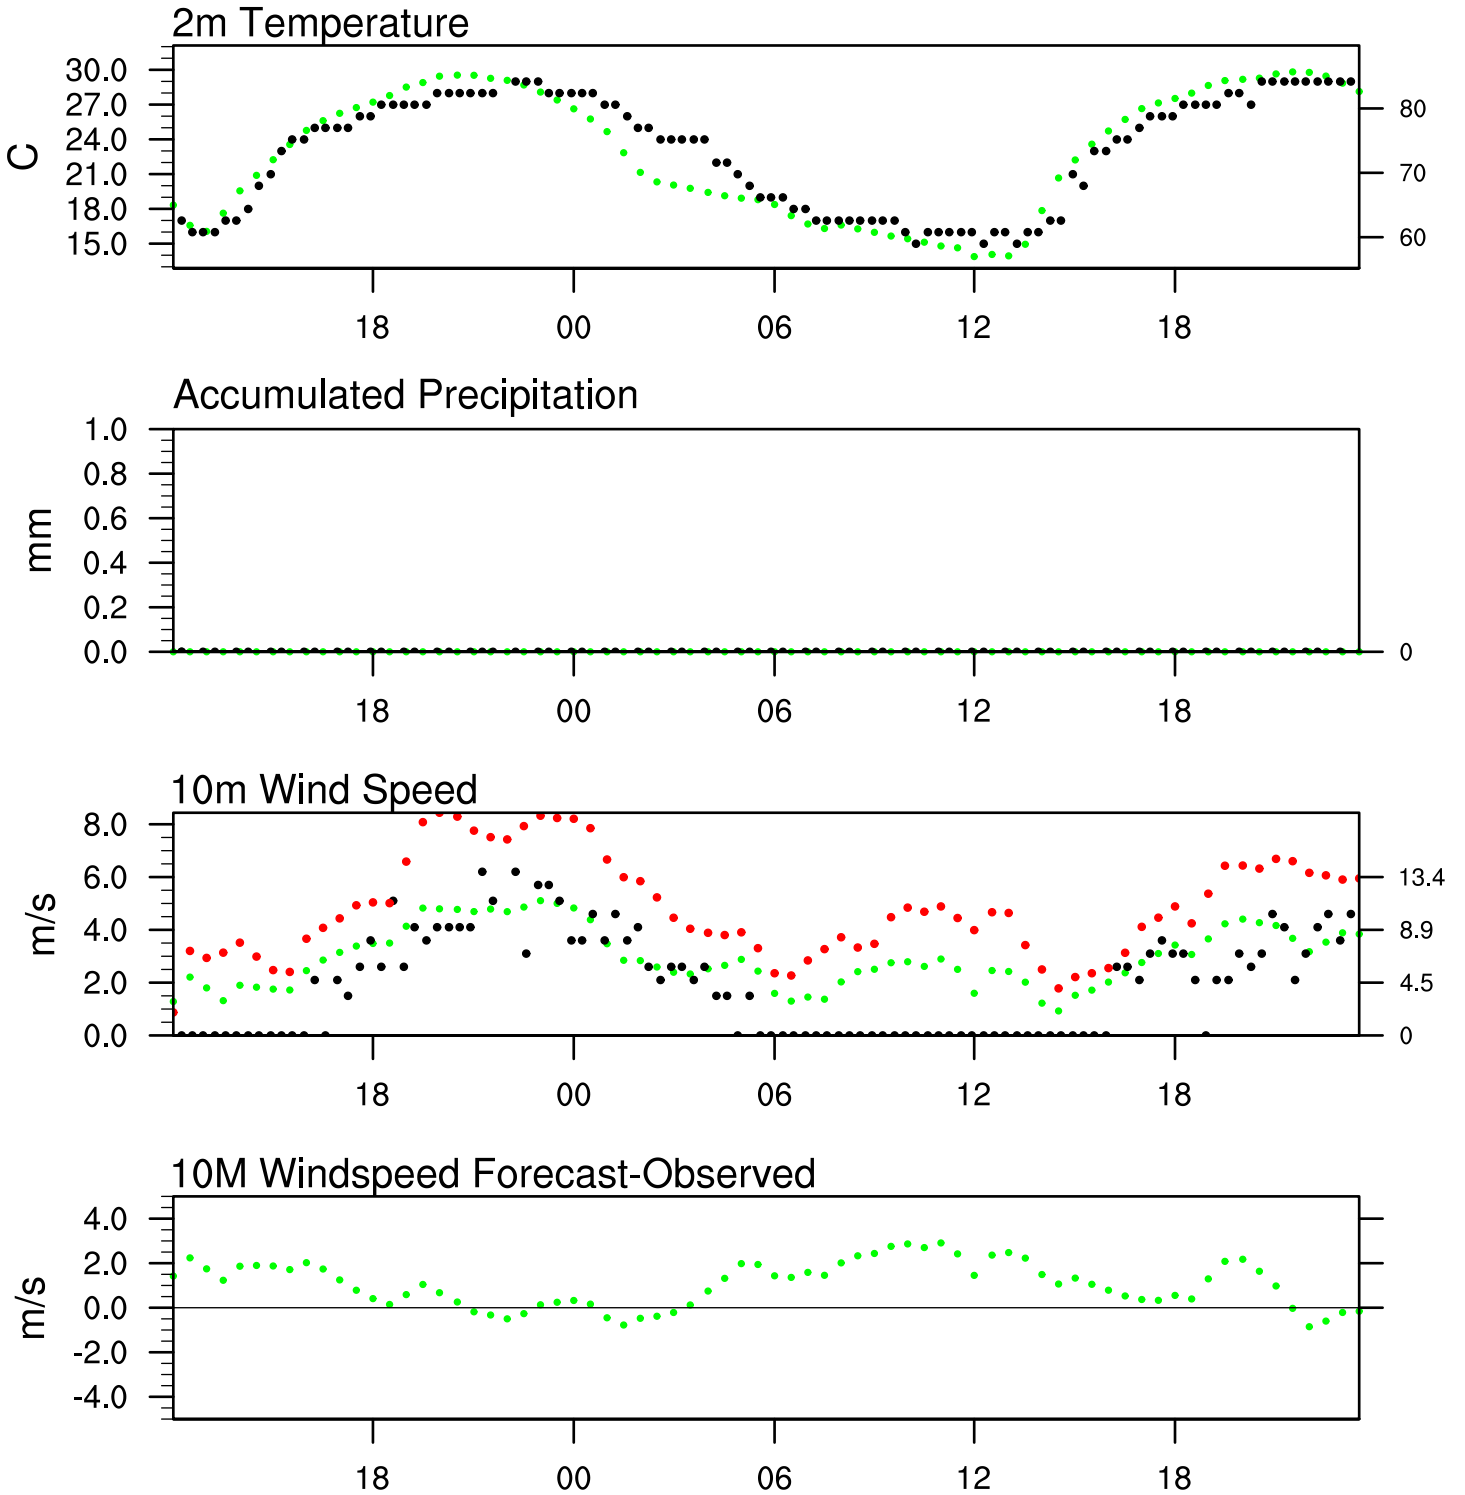 2m Temperature
30.0
27.0
24.0
21.0
18.0
15.0
C
80
70
60
18 00 06 12 18
Accumulated Precipitation
1.0
0.8
0.6
0.4
0.2
0.0
mm
0
18 00 06 12 18
10m Wind Speed
8.0
6.0
4.0
2.0
0.0
m/s
13.4
8.9
4.5
0
18 00 06 12 18
10M Windspeed Forecast-Observed
4.0
2.0
0.0
-2.0
-4.0
m/s
18 00 06 12 18